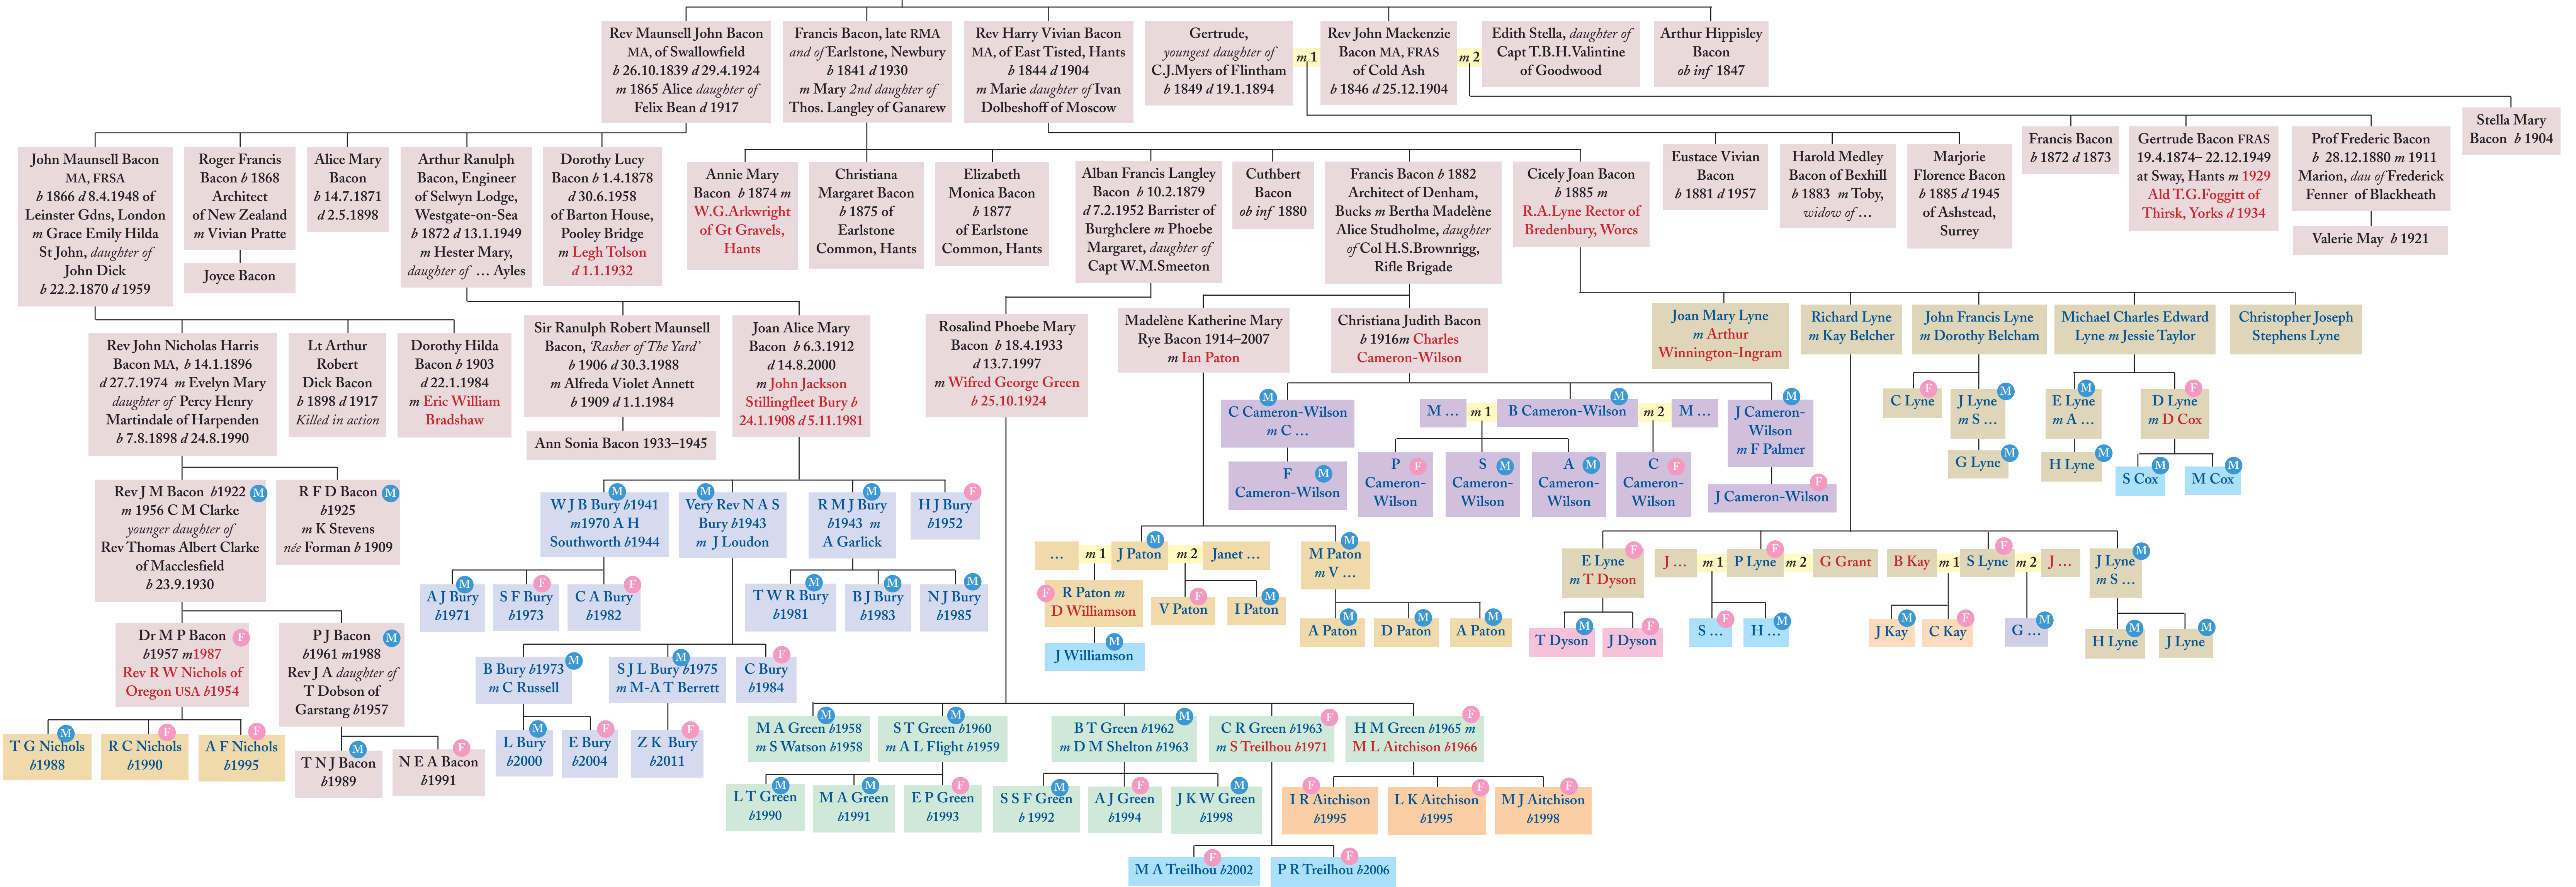 Rev Maunsell John Bacon
MA, of Swallowfield
b 26.10.1839 d 29.4.1924
m 1865 Alice daughter of
Felix Bean d 1917
Francis Bacon, late RMA
and of Earlstone, Newbury
b 1841 d 1930
m Mary 2nd daughter of
Thos. Langley of Ganarew
Rev Harry Vivian Bacon
MA, of East Tisted, Hants
b 1844 d 1904
m Marie daughter of Ivan
Dolbeshoff of Moscow
Gertrude,
youngest daughter of
C.J.Myers of Flintham
b 1849 d 19.1.1894
m 1
Rev John Mackenzie
Bacon MA, FRAS
of Cold Ash
b 1846 d 25.12.1904
m 2
Edith Stella, daughter of
Capt T.B.H.Valintine
of Goodwood
Arthur Hippisley
Bacon
ob inf 1847
Stella Mary
Bacon b 1904
John Maunsell Bacon
MA, FRSA
b 1866 d 8.4.1948 of
Leinster Gdns, London
m Grace Emily Hilda
St John, daughter of
John Dick
b 22.2.1870 d 1959
Roger Francis
Bacon b 1868
Architect
of New Zealand
m Vivian Pratte
Joyce Bacon
Alice Mary
Bacon
b 14.7.1871
d 2.5.1898
Arthur Ranulph
Bacon, Engineer
of Selwyn Lodge,
Westgate-on-Sea
b 1872 d 13.1.1949
m Hester Mary,
daughter of ... Ayles
Dorothy Lucy
Bacon b 1.4.1878
d 30.6.1958
of Barton House,
Pooley Bridge
m Legh Tolson
d 1.1.1932
Annie Mary
Bacon b 1874 m
W.G.Arkwright
of Gt Gravels,
Hants
Christiana
Margaret Bacon
b 1875 of
Earlstone
Common, Hants
Elizabeth
Monica Bacon
b 1877
of Earlstone
Common, Hants
Alban Francis Langley
Bacon b 10.2.1879
d 7.2.1952 Barrister of
Burghclere m Phoebe
Margaret, daughter of
Capt W.M.Smeeton
Cuthbert
Bacon
ob inf 1880
Francis Bacon b 1882
Architect of Denham,
Bucks m Bertha Madelène
Alice Studholme, daughter
of Col H.S.Brownrigg,
Rifle Brigade
Cicely Joan Bacon
b 1885 m
R.A.Lyne Rector of
Bredenbury, Worcs
Eustace Vivian
Bacon
b 1881 d 1957
Harold Medley
Bacon of Bexhill
b 1883 m Toby,
widow of ...
Marjorie
Florence Bacon
b 1885 d 1945
of Ashstead,
Surrey
Francis Bacon
b 1872 d 1873
Gertrude Bacon FRAS
19.4.1874– 22.12.1949
at Sway, Hants m 1929
Ald T.G.Foggitt of
Thirsk, Yorks d 1934
Prof Frederic Bacon
b 28.12.1880 m 1911
Marion, dau of Frederick
Fenner of Blackheath
Valerie May b 1921
Rev John Nicholas Harris
Bacon MA, b 14.1.1896
d 27.7.1974 m Evelyn Mary
daughter of Percy Henry
Martindale of Harpenden
b 7.8.1898 d 24.8.1990
Lt Arthur
Robert
Dick Bacon
b 1898 d 1917
Killed in action
Dorothy Hilda
Bacon b 1903
d 22.1.1984
m Eric William
Bradshaw
Sir Ranulph Robert Maunsell
Bacon, ‘Rasher of The Yard’
b 1906 d 30.3.1988
m Alfreda Violet Annett
b 1909 d 1.1.1984
Ann Sonia Bacon 1933–1945
Joan Alice Mary
Bacon b 6.3.1912
d 14.8.2000
m John Jackson
Stillingfleet Bury b
24.1.1908 d 5.11.1981
Rosalind Phoebe Mary
Bacon b 18.4.1933
d 13.7.1997
m Wifred George Green
b 25.10.1924
Madelène Katherine Mary
Rye Bacon 1914–2007
m Ian Paton
Christiana Judith Bacon
b 1916m Charles
Cameron-Wilson
Joan Mary Lyne
m Arthur
Winnington-Ingram
Richard Lyne
m Kay Belcher
John Francis Lyne
m Dorothy Belcham
Michael Charles Edward
Lyne m Jessie Taylor
Christopher Joseph
Stephens Lyne
M
C Cameron-Wilson
m C ...
M
F
Cameron-Wilson
M ...
m 1
M
B Cameron-Wilson
m 2
M ...
M
J Cameron-
Wilson
m F Palmer
P F
Cameron-
Wilson
S M
Cameron-
Wilson
A M
Cameron-
Wilson
C F
Cameron-
Wilson
F
J Cameron-Wilson
F
C Lyne
M
J Lyne
m S ...
M
G Lyne
M
E Lyne
m A ...
M
H Lyne
F
D Lyne
m D Cox
M
S Cox
M
M Cox
Rev J M Bacon b1922 M
m 1956 C M Clarke
younger daughter of
Rev Thomas Albert Clarke
of Macclesfield
b 23.9.1930
R F D Bacon M
b1925
m K Stevens
née Forman b 1909
M
W J B Bury b1941
m1970 A H
Southworth b1944
M
Very Rev N A S
Bury b1943
m J Loudon
M
R M J Bury
b1943 m
A Garlick
F
H J Bury
b1952
M
A J Bury
b1971
F
S F Bury
b1973
F
C A Bury
b1982
M
T W R Bury
b1981
M
B J Bury
b1983
M
N J Bury
b1985
...
m 1
M
J Paton
m 2
Janet ...
M
M Paton
m V ...
F
R Paton m
D Williamson
M
J Williamson
F
V Paton
M
I Paton
M
A Paton
M
D Paton
M
A Paton
F
E Lyne
m T Dyson
J ...
m 1
F
P Lyne
m 2
G Grant
B Kay
m 1
F
S Lyne
m 2
J ...
M
J Lyne
m S ...
M
T Dyson
F
J Dyson
F
S ...
M
H ...
M
J Kay
F
C Kay
M
G ...
M
H Lyne
M
J Lyne
Dr M P Bacon F
b1957 m1987
Rev R W Nichols of
Oregon USA b1954
P J Bacon M
b1961 m1988
Rev J A daughter of
T Dobson of
Garstang b1957
B Bury b1973 M
m C Russell
M
S J L Bury b1975
m M-A T Berrett
F
C Bury
b1984
M
T G Nichols
b1988
F
R C Nichols
b1990
F
A F Nichols
b1995
M
T N J Bacon
b1989
F
N E A Bacon
b1991
M
L Bury
b2000
F
E Bury
b2004
F
Z K Bury
b2011
M
M A Green b1958
m S Watson b1958
M
S T Green b1960
m A L Flight b1959
M
B T Green b1962
m D M Shelton b1963
F
C R Green b1963
m S Treilhou b1971
F
H M Green b1965 m
M L Aitchison b1966
M
L T Green
b1990
M
M A Green
b1991
F
E P Green
b1993
M
S S F Green
b 1992
F
A J Green
b1994
M
J K W Green
b1998
F
I R Aitchison
b1995
F
L K Aitchison
b1995
F
M J Aitchison
b1998
F
M A Treilhou b2002
F
P R Treilhou b2006